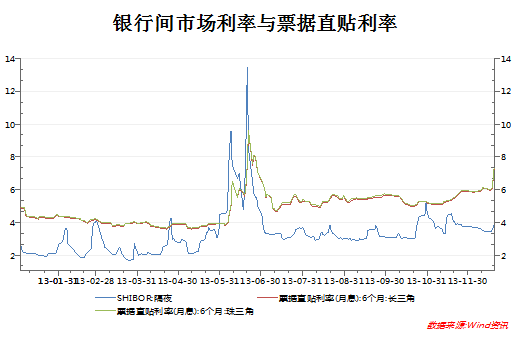 银行间市场利率与票据直贴利率
14 14
12 12
10 10
8 8
6 6
4 4
2 2
13-01-31 13-02-28 13-03-31 13-04-30 13-05-31 13-06-30 13-07-31 13-08-31 13-09-30 13-10-31 13-11-30
SHIBOR:隔夜 票据直贴利率(月息):6个月:长三角
票据直贴利率(月息):6个月:珠三角
数据来源:Wind资讯